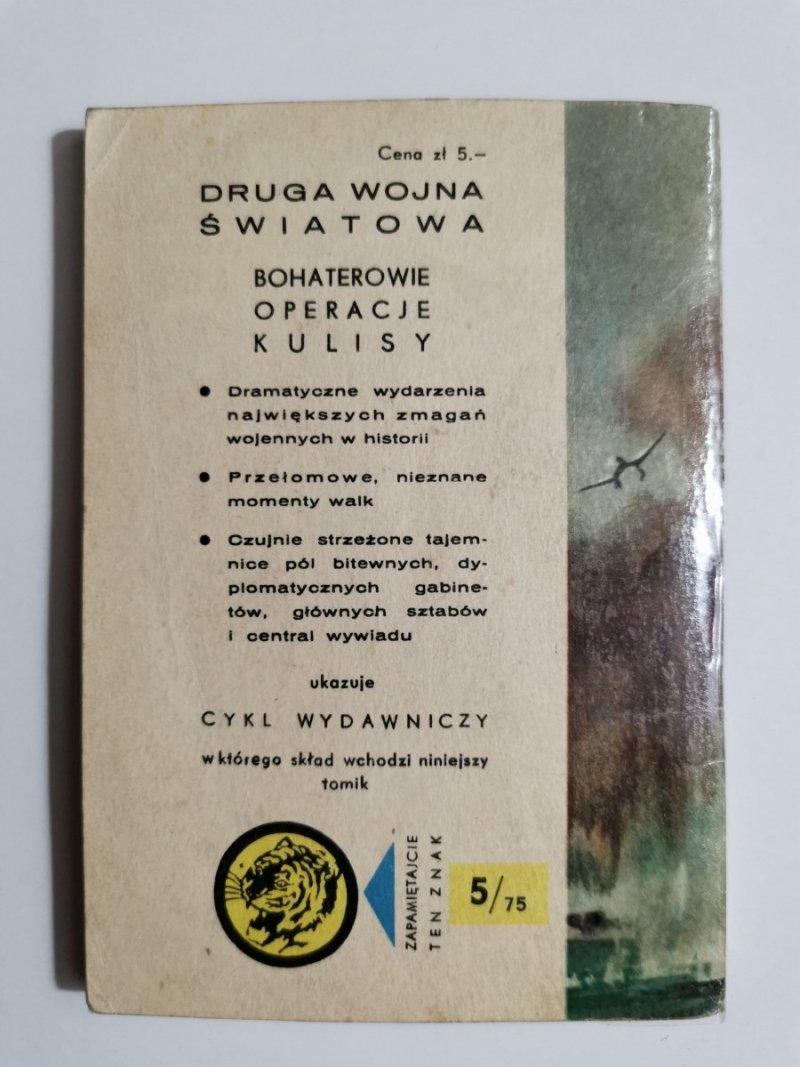 Cena zł 5.–
DRUGA WOJNA
ŚWIATOWA
BOHATEROWIE
OPERACJE
KULISY
● Dramatyczne wydarzenia
największych zmagań
wojennych w historii
● Przełomowe, nieznane
momenty walk
● Czujnie strzeżone tajem-
nice pól bitewnych, dy-
plomatycznych gabine-
tów, głównych sztabów
i central wywiadu
ukazuje
CYKL WYDAWNICZY
w którego skład wchodzi niniejszy
tomik
ZAPAMIĘTAJCIE
TEN ZNAK
5/75